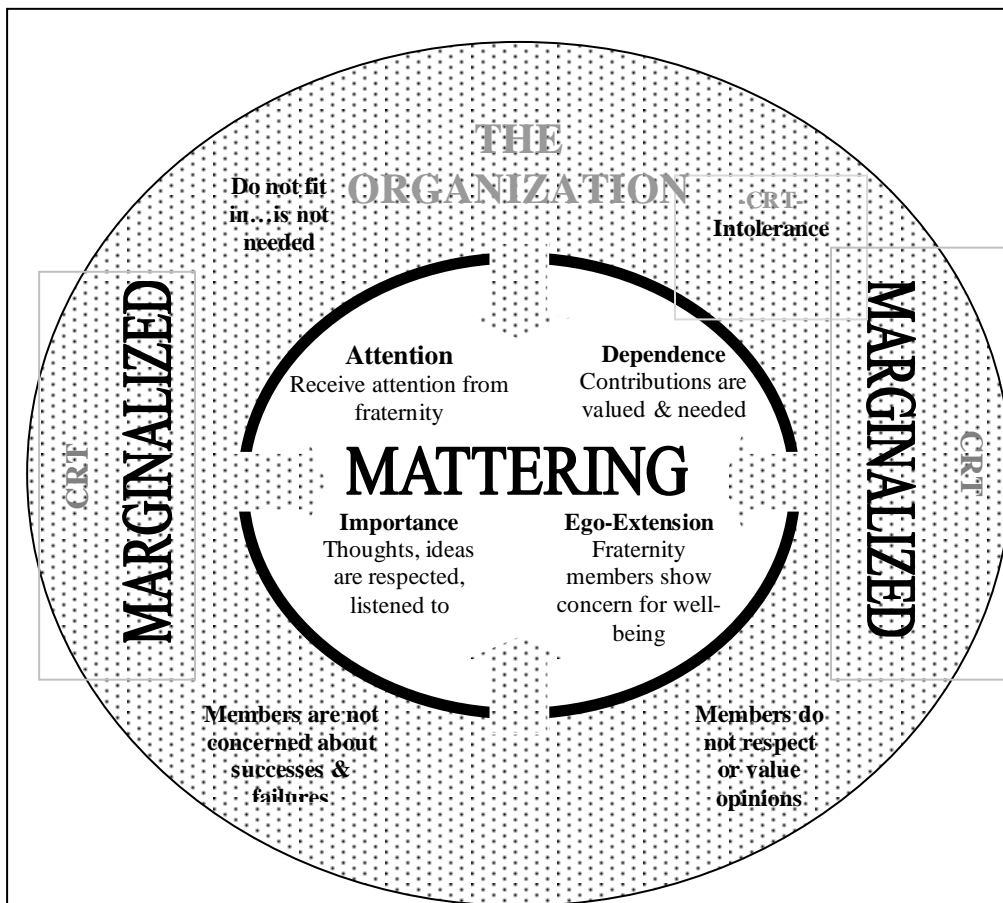 THE
ORGANIZATION
Do not fit
in…is not
needed
-CRT-
Intolerance
MARGINALIZED
CRT
Attention
Receive attention from
fraternity
Dependence
Contributions are
valued & needed
MATTERING
Importance
Thoughts, ideas
are respected,
listened to
Ego-Extension
Fraternity
members show
concern for well-
being
MARGINALIZED
CRT
Members are not
concerned about
successes &
failures
Members do
not respect
or value
opinions